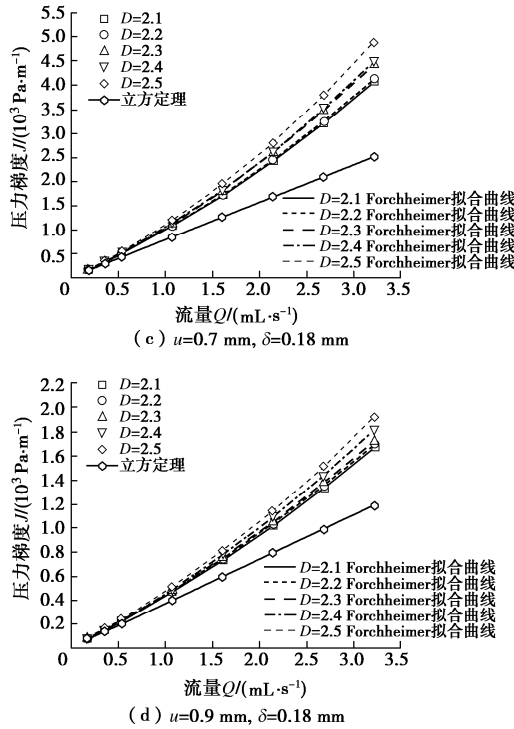 5.5
5.0
4.5
4.0
3.5
3.0
2.5
2.0
1.5
1.0
0.5
0
压力梯度J/(10³ Pa·m⁻¹)
D=2.1
D=2.2
D=2.3
D=2.4
D=2.5
立方定理
D=2.1 Forchheimer拟合曲线
D=2.2 Forchheimer拟合曲线
D=2.3 Forchheimer拟合曲线
D=2.4 Forchheimer拟合曲线
D=2.5 Forchheimer拟合曲线
0.5 1.0 1.5 2.0 2.5 3.0 3.5
流量Q/(mL·s⁻¹)
(c) u=0.7 mm, δ=0.18 mm
2.2
2.0
1.8
1.6
1.4
1.2
1.0
0.8
0.6
0.4
0.2
0
压力梯度J/(10³ Pa·m⁻¹)
D=2.1
D=2.2
D=2.3
D=2.4
D=2.5
立方定理
D=2.1 Forchheimer拟合曲线
D=2.2 Forchheimer拟合曲线
D=2.3 Forchheimer拟合曲线
D=2.4 Forchheimer拟合曲线
D=2.5 Forchheimer拟合曲线
0.5 1.0 1.5 2.0 2.5 3.0 3.5
流量Q/(mL·s⁻¹)
(d) u=0.9 mm, δ=0.18 mm